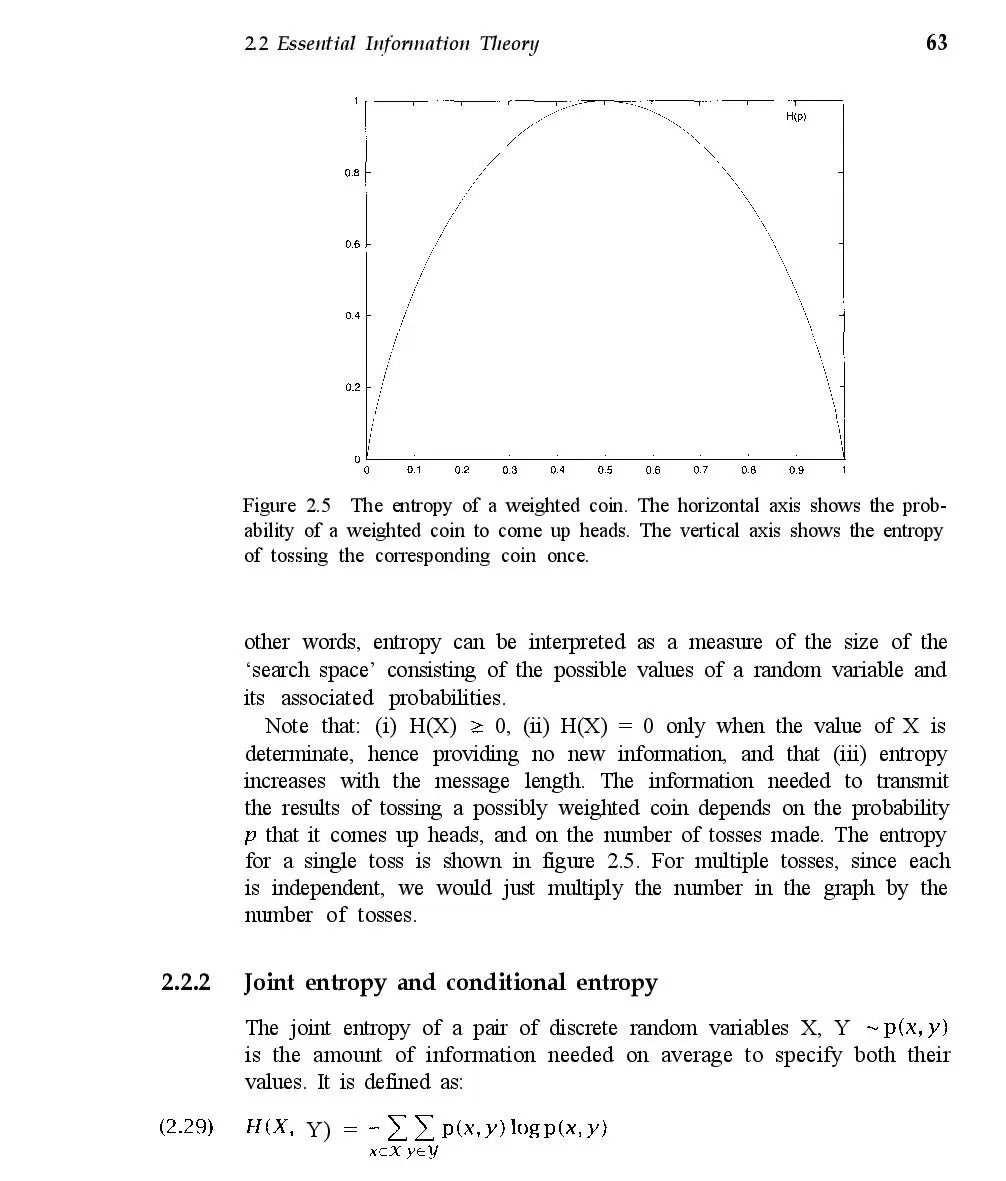 2.2 Essential Information Theory 63
1
H(p)
0.8
0.6
0.4
0.2
0
0 0.1 0.2 0.3 0.4 0.5 0.6 0.7 0.8 0.9 1
Figure 2.5 The entropy of a weighted coin. The horizontal axis shows the prob-
ability of a weighted coin to come up heads. The vertical axis shows the entropy
of tossing the corresponding coin once.
other words, entropy can be interpreted as a measure of the size of the
‘search space’ consisting of the possible values of a random variable and
its associated probabilities.
Note that: (i) H(X) ≥ 0, (ii) H(X) = 0 only when the value of X is
determinate, hence providing no new information, and that (iii) entropy
increases with the message length. The information needed to transmit
the results of tossing a possibly weighted coin depends on the probability
p that it comes up heads, and on the number of tosses made. The entropy
for a single toss is shown in figure 2.5. For multiple tosses, since each
is independent, we would just multiply the number in the graph by the
number of tosses.
2.2.2 Joint entropy and conditional entropy
The joint entropy of a pair of discrete random variables X, Y ~ p(x, y)
is the amount of information needed on average to specify both their
values. It is defined as:
(2.29) H(X, Y) = - ∑ ∑ p(x, y) log p(x, y)
x∈X y∈Y